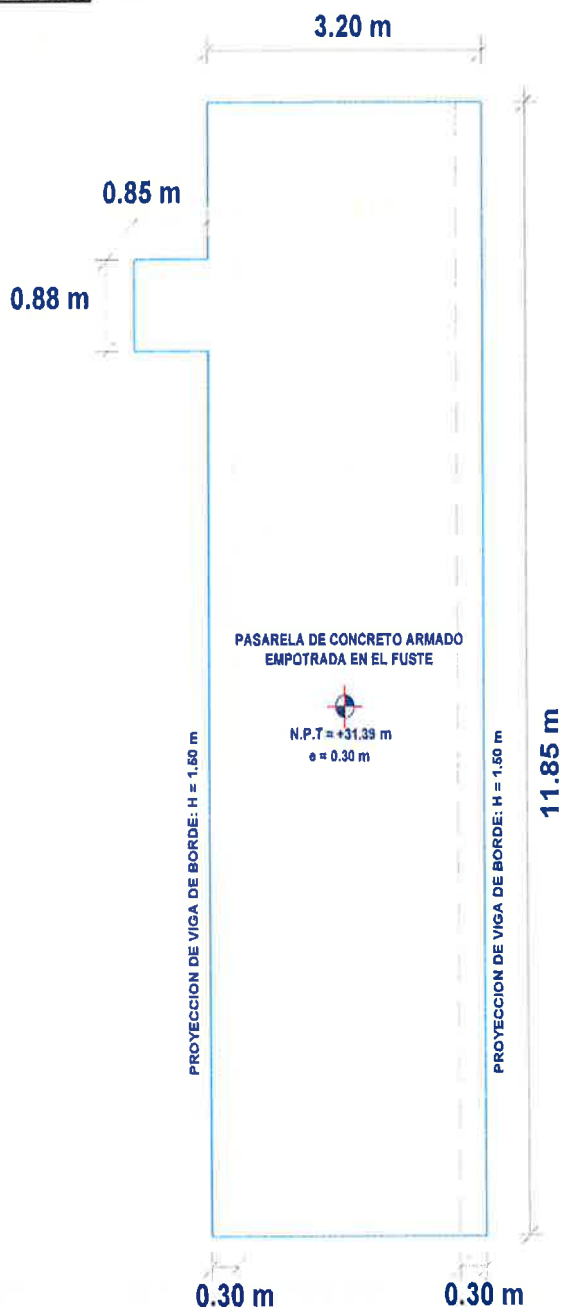 3.20 m
0.85 m
0.88 m
PASARELA DE CONCRETO ARMADO
EMPOTRADA EN EL FUSTE
N.P.T = +31.39 m
e = 0.30 m
PROYECCION DE VIGA DE BORDE: H = 1.50 m
PROYECCION DE VIGA DE BORDE: H = 1.50 m
11.85 m
0.30 m
0.30 m